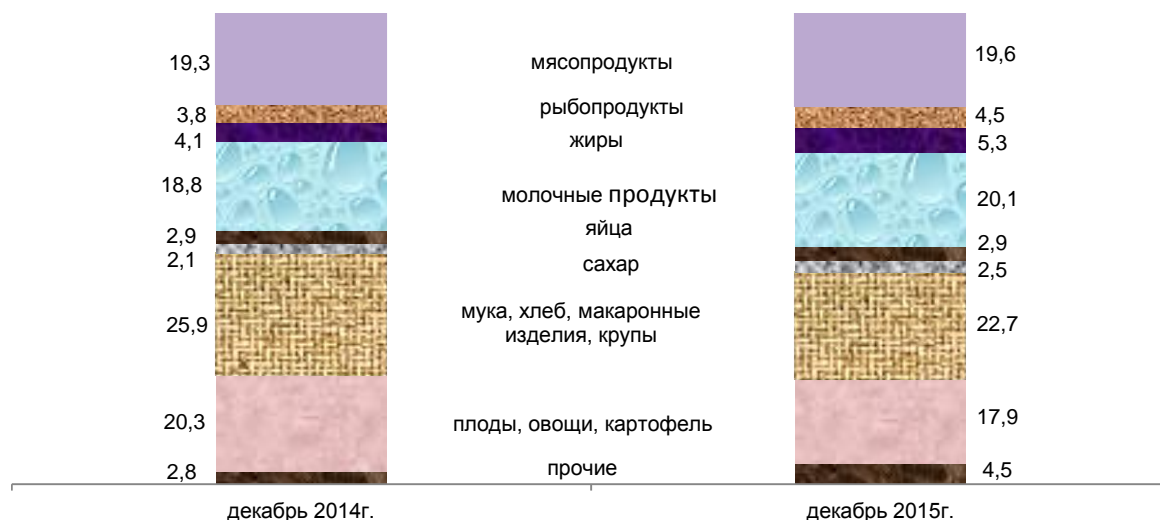 19,3 мясопродукты 19,6
3,8 рыбопродукты 4,5
4,1 жиры 5,3
18,8 молочные продукты 20,1
2,9 яйца 2,9
2,1 сахар 2,5
25,9 мука, хлеб, макаронные 22,7
изделия, крупы
20,3 плоды, овощи, картофель 17,9
2,8 прочие 4,5
декабрь 2014г. декабрь 2015г.